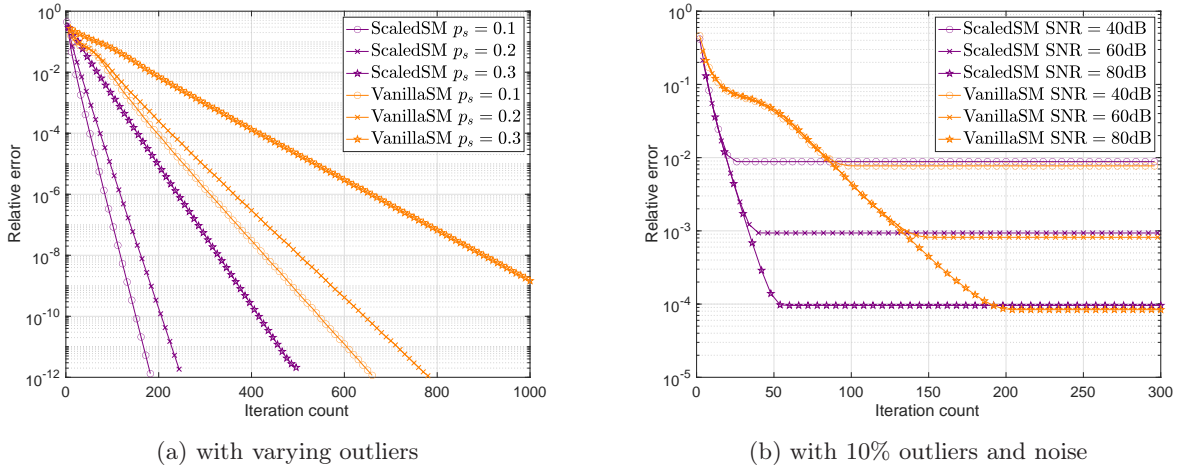 10^0
10^-2
10^-4
10^-6
10^-8
10^-10
10^-12
Relative error
0 200 400 600 800 1000
Iteration count
ScaledSM p_s = 0.1
ScaledSM p_s = 0.2
ScaledSM p_s = 0.3
VanillaSM p_s = 0.1
VanillaSM p_s = 0.2
VanillaSM p_s = 0.3
(a) with varying outliers
10^0
10^-1
10^-2
10^-3
10^-4
10^-5
Relative error
0 50 100 150 200 250 300
Iteration count
ScaledSM SNR = 40dB
ScaledSM SNR = 60dB
ScaledSM SNR = 80dB
VanillaSM SNR = 40dB
VanillaSM SNR = 60dB
VanillaSM SNR = 80dB
(b) with 10% outliers and noise